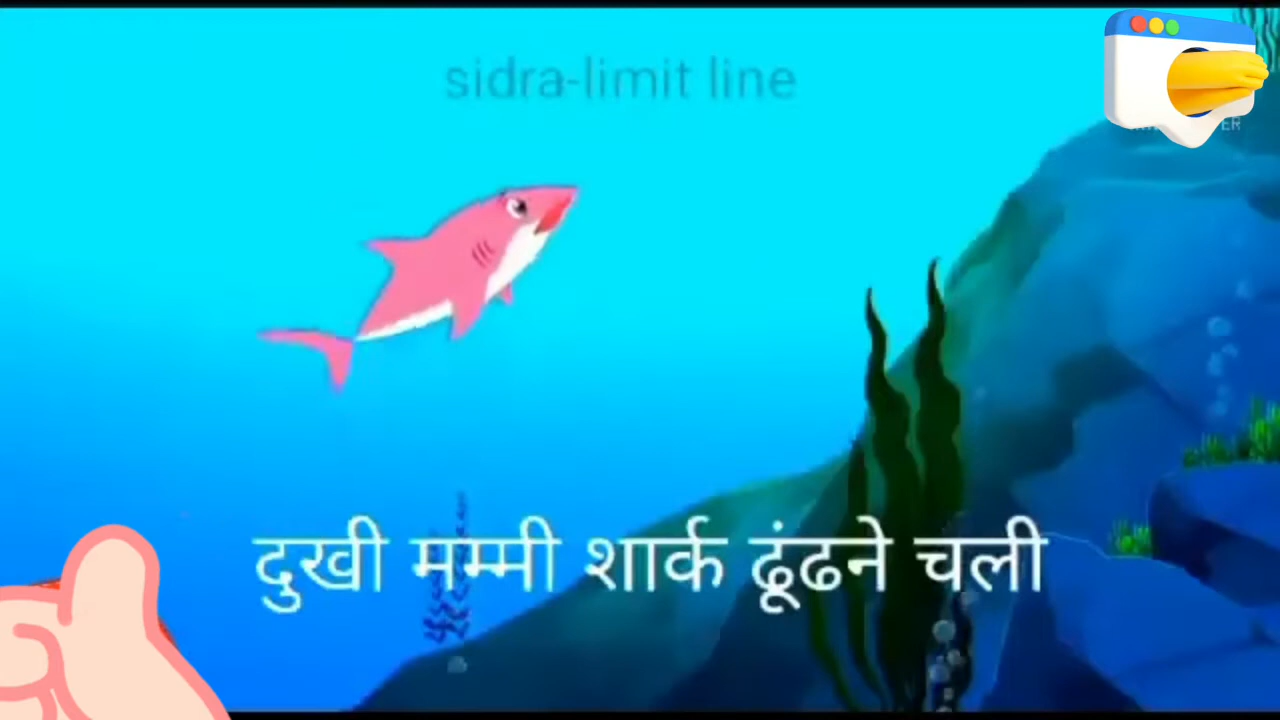 sidra-limit line
दुखी मम्मी शार्क ढूंढने चली